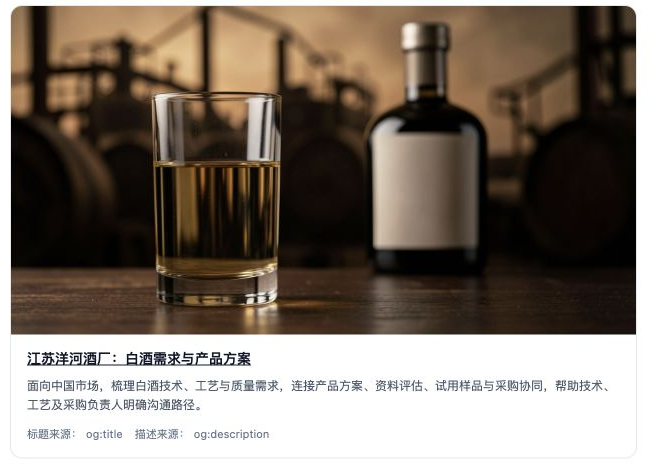 江苏洋河酒厂：白酒需求与产品方案
面向中国市场，梳理白酒技术、工艺与质量需求，连接产品方案、资料评估、试用样品与采购协同，帮助技术、
工艺及采购负责人明确沟通路径。
标题来源： og:title 描述来源： og:description